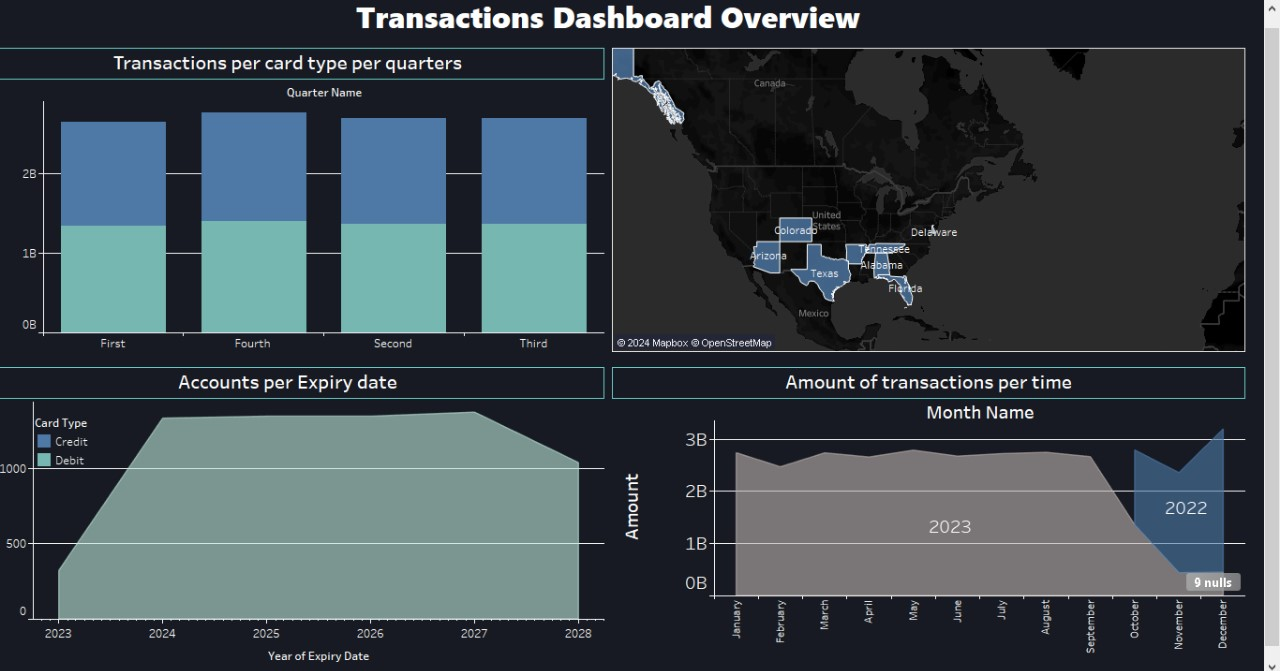 Transactions Dashboard Overview
Transactions per card type per quarters
Quarter Name
2B
1B
0B
First
Fourth
Second
Third
Canada
United
States
Colorado
Delaware
Tennessee
Arizona
Alabama
Texas
Florida
Mexico
© 2024 Mapbox © OpenStreetMap
Accounts per Expiry date
Card Type
Credit
Debit
1000
500
0
2023
2024
2025
2026
2027
2028
Year of Expiry Date
Amount of transactions per time
Month Name
Amount
3B
2B
1B
0B
2023
2022
9 nulls
January
February
March
April
May
June
July
August
September
October
November
December